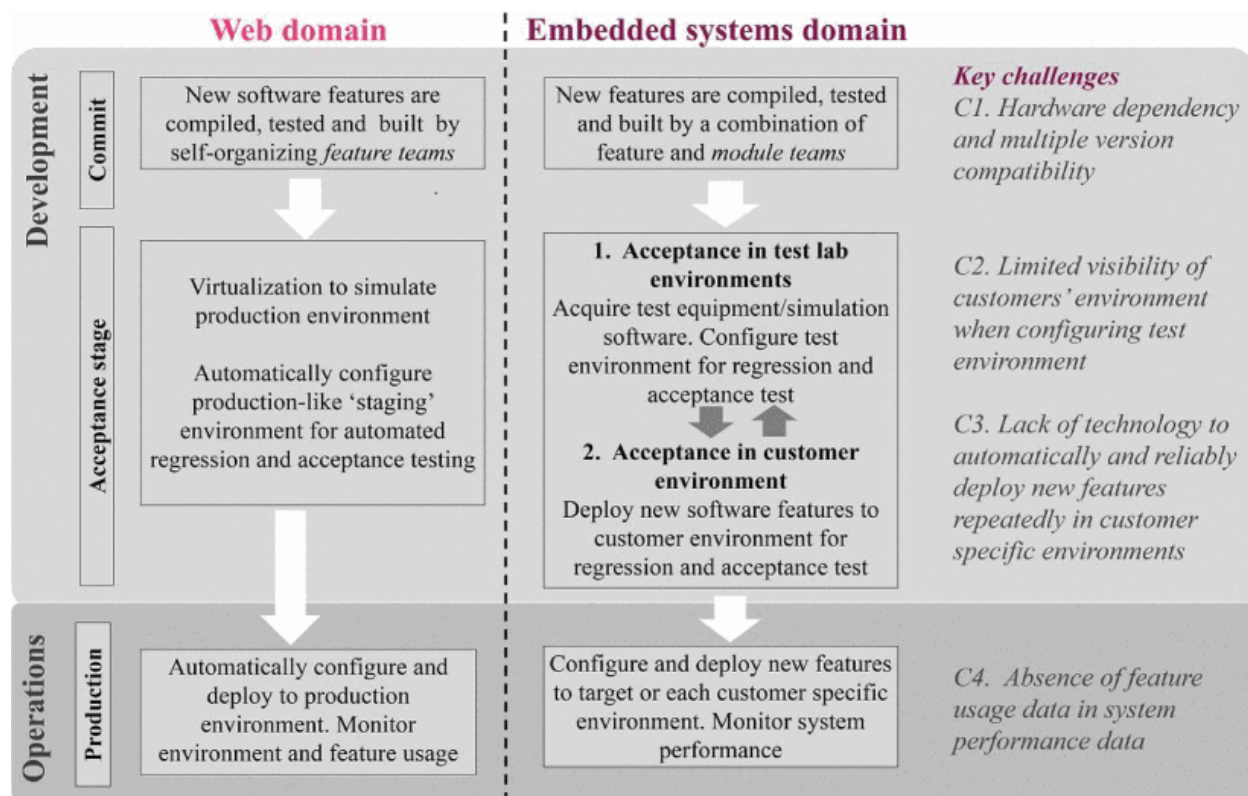 Web domain
Embedded systems domain
Development
Commit
New software features are
compiled, tested and built by
self-organizing feature teams
New features are compiled, tested
and built by a combination of
feature and module teams
Key challenges
C1. Hardware dependency
and multiple version
compatibility
Acceptance stage
Virtualization to simulate
production environment
Automatically configure
production-like ‘staging’
environment for automated
regression and acceptance testing
1. Acceptance in test lab
environments
Acquire test equipment/simulation
software. Configure test
environment for regression and
acceptance test
2. Acceptance in customer
environment
Deploy new software features to
customer environment for
regression and acceptance test
C2. Limited visibility of
customers’ environment
when configuring test
environment
C3. Lack of technology to
automatically and reliably
deploy new features
repeatedly in customer
specific environments
Operations
Production
Automatically configure and
deploy to production
environment. Monitor
environment and feature usage
Configure and deploy new features
to target or each customer specific
environment. Monitor system
performance
C4. Absence of feature
usage data in system
performance data